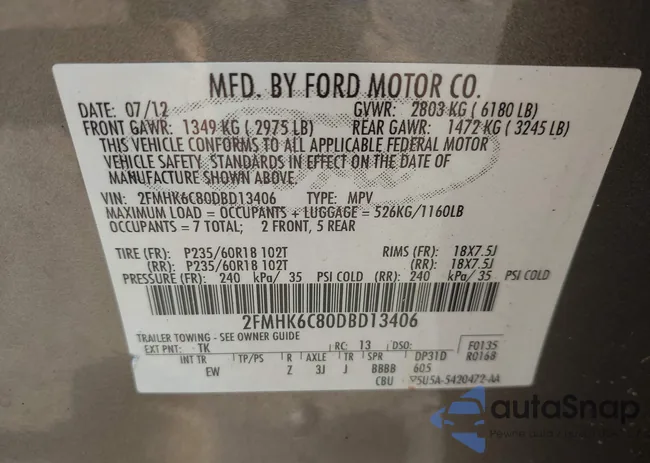 MFD. BY FORD MOTOR CO.
DATE: 07/12 GVWR: 2803 KG ( 6180 LB)
FRONT GAWR: 1349 KG ( 2975 LB) REAR GAWR: 1472 KG ( 3245 LB)
THIS VEHICLE CONFORMS TO ALL APPLICABLE FEDERAL MOTOR
VEHICLE SAFETY STANDARDS IN EFFECT ON THE DATE OF
MANUFACTURE SHOWN ABOVE.
VIN: 2FMHK6C80DBD13406 TYPE: MPV
MAXIMUM LOAD = OCCUPANTS + LUGGAGE = 526KG/1160LB
OCCUPANTS = 7 TOTAL; 2 FRONT, 5 REAR
TIRE (FR): P235/60R18 102T RIMS (FR): 18X7.5J
(RR): P235/60R18 102T (RR): 18X7.5J
PRESSURE (FR): 240 kPa/ 35 PSI COLD (RR): 240 kPa/ 35 PSI COLD
2FMHK6C80DBD13406
TRAILER TOWING - SEE OWNER GUIDE
EXT PNT: TK RC: 13 DSO: F0135
INT TR TP/PS R AXLE TR SPR DP31D R0168
EW Z 3J J BBBB 605
CBU 5U5A-5420472-AA
autoSnap